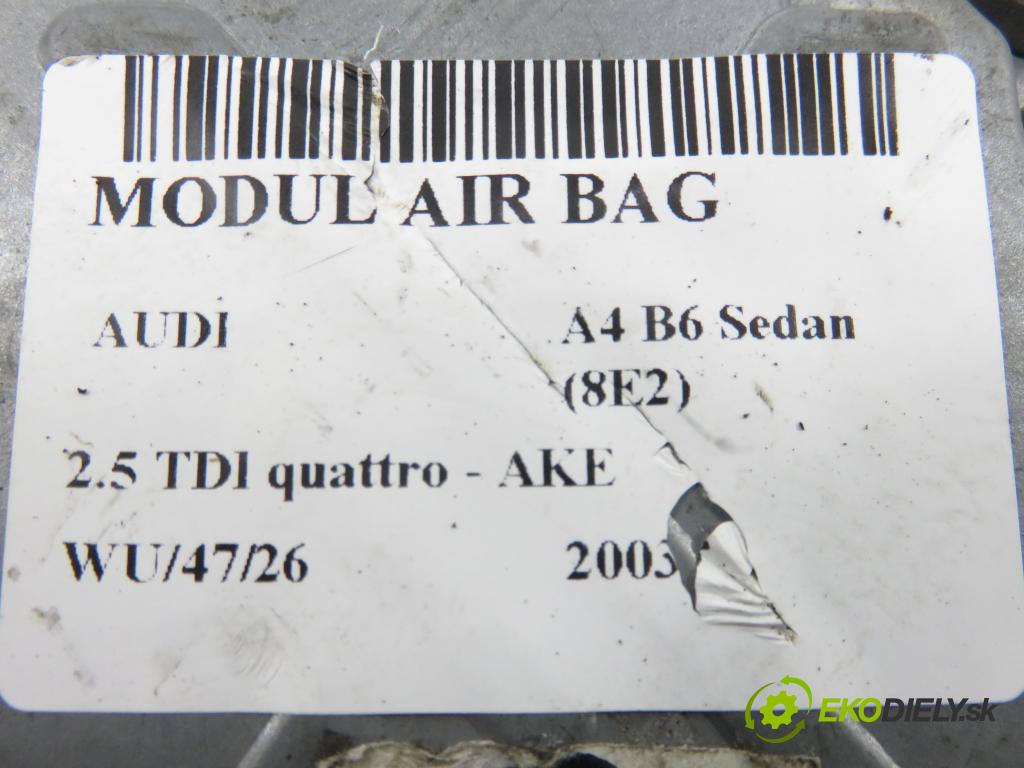 MODUL AIR BAG
AUDI
A4 B6 Sedan
(8E2)
2.5 TDI quattro - AKE
WU/47/26
2003
EKODIELY.sk